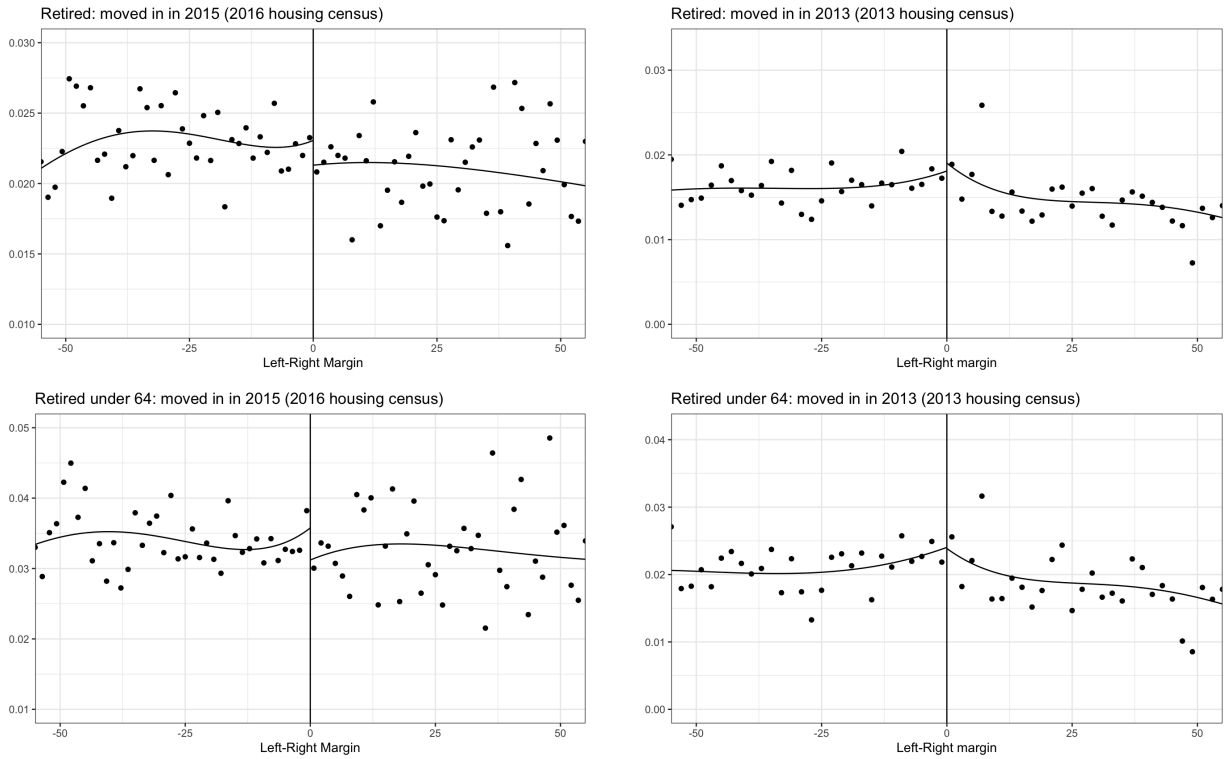 Retired: moved in in 2015 (2016 housing census)
0.030
0.025
0.020
0.015
0.010
-50 -25 0 25 50
Left-Right Margin
Retired: moved in in 2013 (2013 housing census)
0.03
0.02
0.01
0.00
-50 -25 0 25 50
Left-Right margin
Retired under 64: moved in in 2015 (2016 housing census)
0.05
0.04
0.03
0.02
0.01
-50 -25 0 25 50
Left-Right Margin
Retired under 64: moved in in 2013 (2013 housing census)
0.04
0.03
0.02
0.01
0.00
-50 -25 0 25 50
Left-Right margin